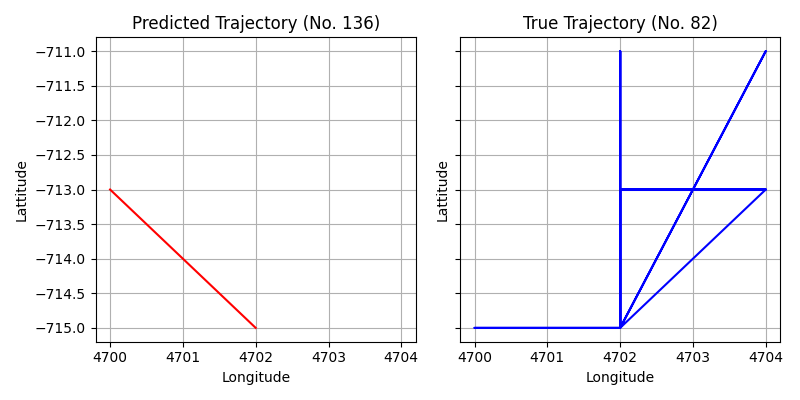 Predicted Trajectory (No. 136)
True Trajectory (No. 82)
−711.0
−711.5
−712.0
−712.5
−713.0
−713.5
−714.0
−714.5
−715.0
Lattitude
Lattitude
4700 4701 4702 4703 4704
4700 4701 4702 4703 4704
Longitude
Longitude